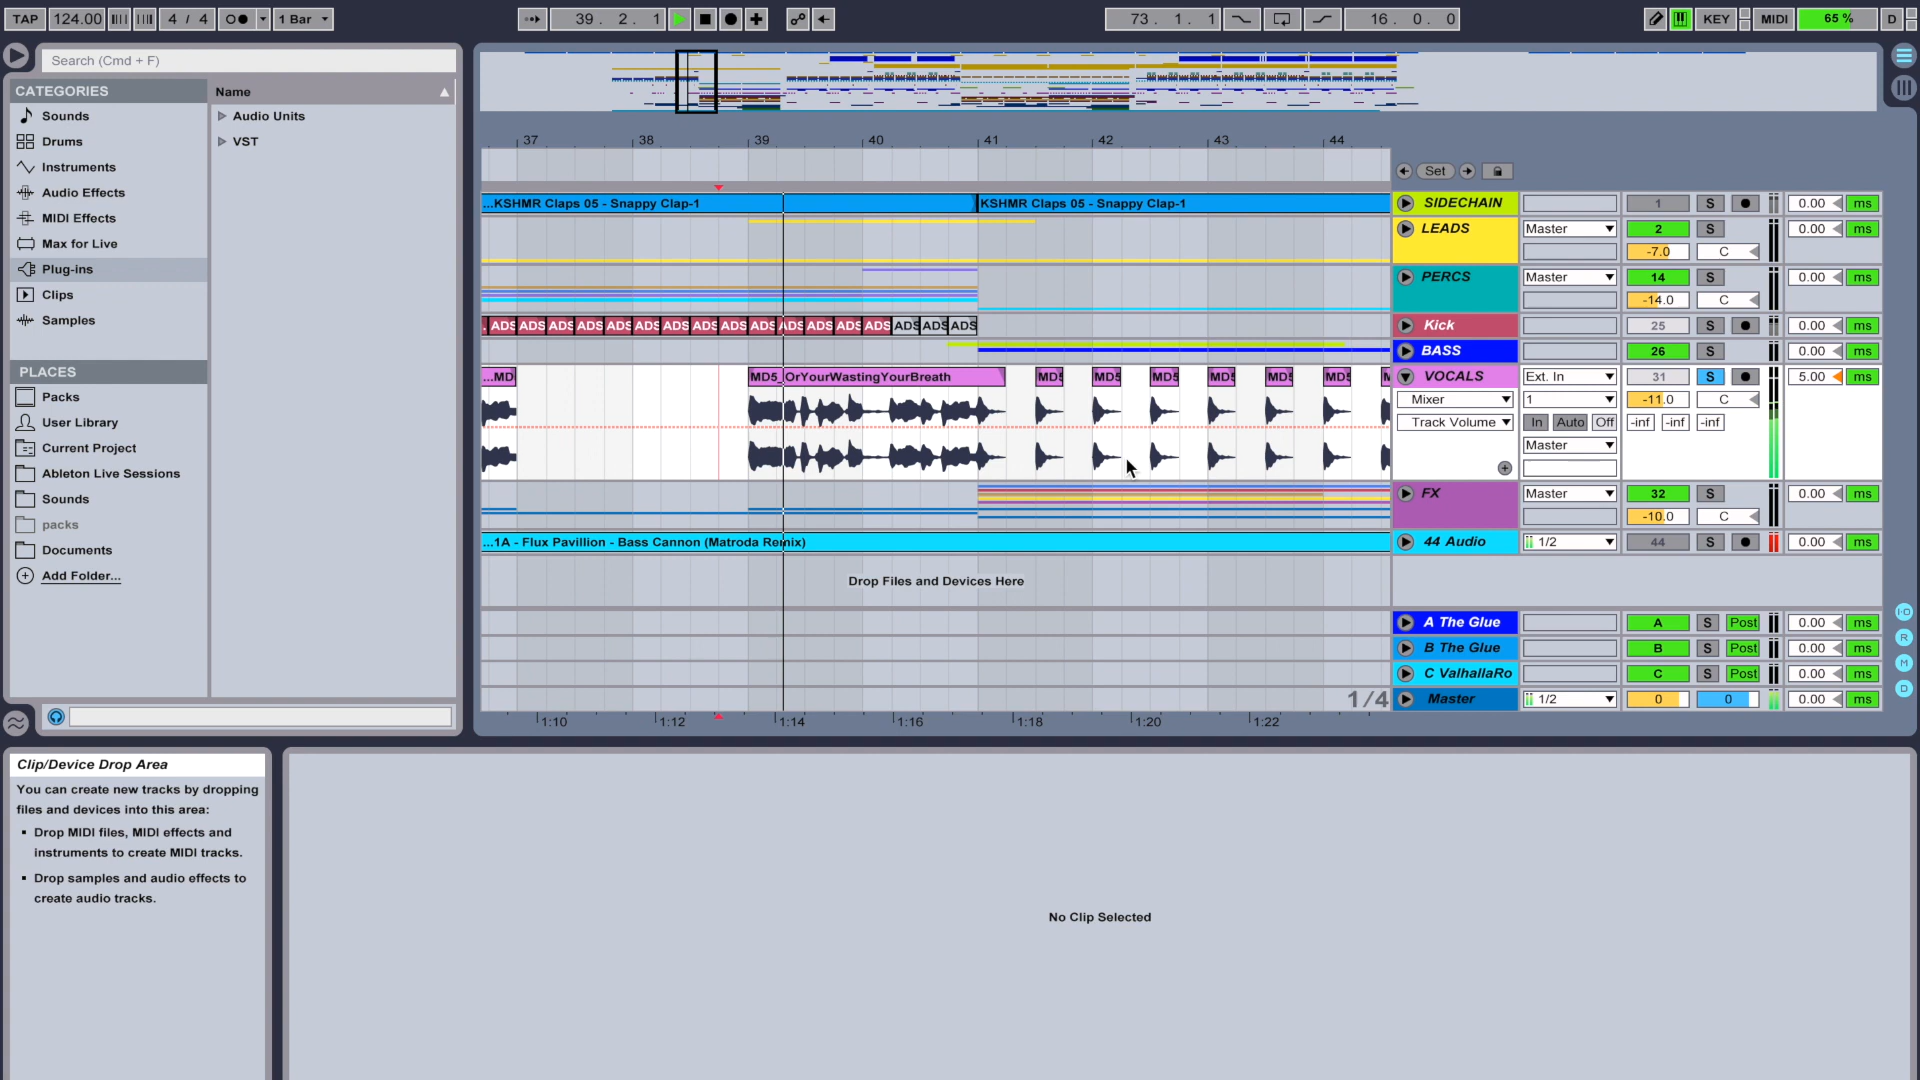 TAP 124.00 4 / 4 1 Bar 39 . 2 . 1 73 . 1 . 1 16 . 0 . 0 KEY MIDI 65 % D
Search (Cmd + F)
CATEGORIES
Sounds
Drums
Instruments
Audio Effects
MIDI Effects
Max for Live
Plug-ins
Clips
Samples
PLACES
Packs
User Library
Current Project
Ableton Live Sessions
Sounds
packs
Documents
Add Folder...
Name
Audio Units
VST
37 38 39 40 41 42 43 44
Set
...KSHMR Claps 05 - Snappy Clap-1 KSHMR Claps 05 - Snappy Clap-1 SIDECHAIN 1 S 0.00 ms
LEADS Master 2 S 0.00 ms
-7.0 C
PERCS Master 14 S 0.00 ms
-14.0 C
ADS ADS ADS ADS ADS ADS ADS ADS ADS ADS ADS ADS ADS ADS ADS ADS ADS Kick 25 S 0.00 ms
BASS 26 S 0.00 ms
...MD MD5_OrYourWastingYourBreath MD5 MD5 MD5 MD5 MD5 MD5 M VOCALS Ext. In 31 S 5.00 ms
Mixer 1 -11.0 C
Track Volume In Auto Off -inf -inf -inf
Master
FX Master 32 S 0.00 ms
-10.0 C
...1A - Flux Pavillion - Bass Cannon (Matroda Remix) 44 Audio 1/2 44 S 0.00 ms
Drop Files and Devices Here
A The Glue A S Post 0.00 ms
B The Glue B S Post 0.00 ms
C ValhallaRo C S Post 0.00 ms
1/4 Master 1/2 0 0 0.00 ms
1:10 1:12 1:14 1:16 1:18 1:20 1:22
I·O
R
M
D
Clip/Device Drop Area
You can create new tracks by dropping
files and devices into this area:
Drop MIDI files, MIDI effects and
instruments to create MIDI tracks.
Drop samples and audio effects to
create audio tracks.
No Clip Selected